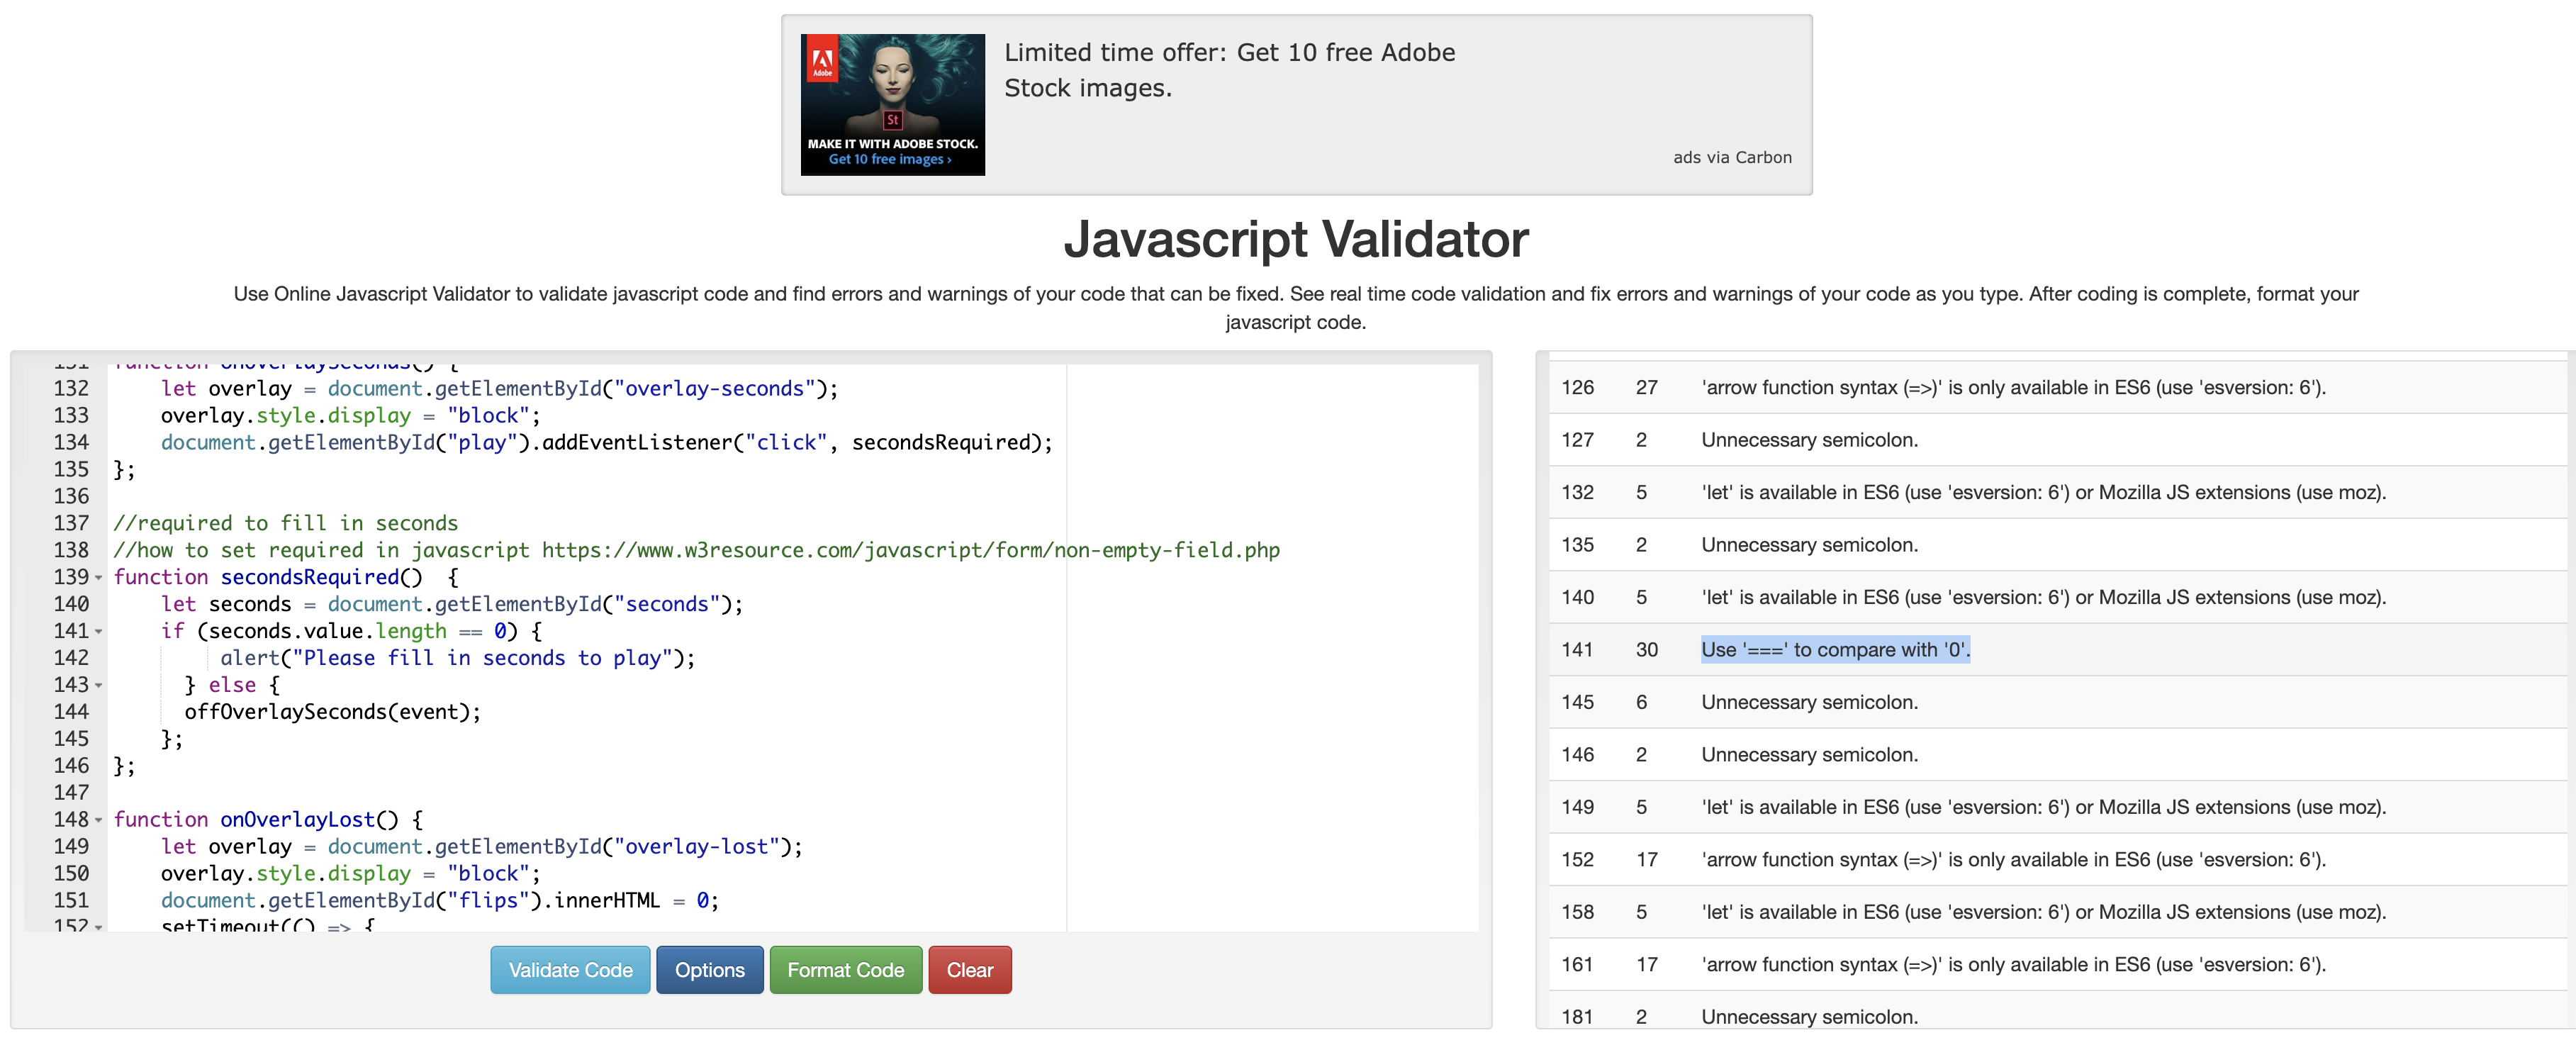 Adobe
St
MAKE IT WITH ADOBE STOCK.
Get 10 free images ›
Limited time offer: Get 10 free Adobe
Stock images.
ads via Carbon
Javascript Validator
Use Online Javascript Validator to validate javascript code and find errors and warnings of your code that can be fixed. See real time code validation and fix errors and warnings of your code as you type. After coding is complete, format your
javascript code.
131 function onOverlaySeconds() {
132     let overlay = document.getElementById("overlay-seconds");
133     overlay.style.display = "block";
134     document.getElementById("play").addEventListener("click", secondsRequired);
135 };
136
137 //required to fill in seconds
138 //how to set required in javascript https://www.w3resource.com/javascript/form/non-empty-field.php
139 function secondsRequired()  {
140     let seconds = document.getElementById("seconds");
141     if (seconds.value.length == 0) {
142          alert("Please fill in seconds to play");
143       } else {
144       offOverlaySeconds(event);
145     };
146 };
147
148 function onOverlayLost() {
149     let overlay = document.getElementById("overlay-lost");
150     overlay.style.display = "block";
151     document.getElementById("flips").innerHTML = 0;
152     setTimeout(() => {
Validate Code
Options
Format Code
Clear
126 27 'arrow function syntax (=>)' is only available in ES6 (use 'esversion: 6').
127 2 Unnecessary semicolon.
132 5 'let' is available in ES6 (use 'esversion: 6') or Mozilla JS extensions (use moz).
135 2 Unnecessary semicolon.
140 5 'let' is available in ES6 (use 'esversion: 6') or Mozilla JS extensions (use moz).
141 30 Use '===' to compare with '0'.
145 6 Unnecessary semicolon.
146 2 Unnecessary semicolon.
149 5 'let' is available in ES6 (use 'esversion: 6') or Mozilla JS extensions (use moz).
152 17 'arrow function syntax (=>)' is only available in ES6 (use 'esversion: 6').
158 5 'let' is available in ES6 (use 'esversion: 6') or Mozilla JS extensions (use moz).
161 17 'arrow function syntax (=>)' is only available in ES6 (use 'esversion: 6').
181 2 Unnecessary semicolon.